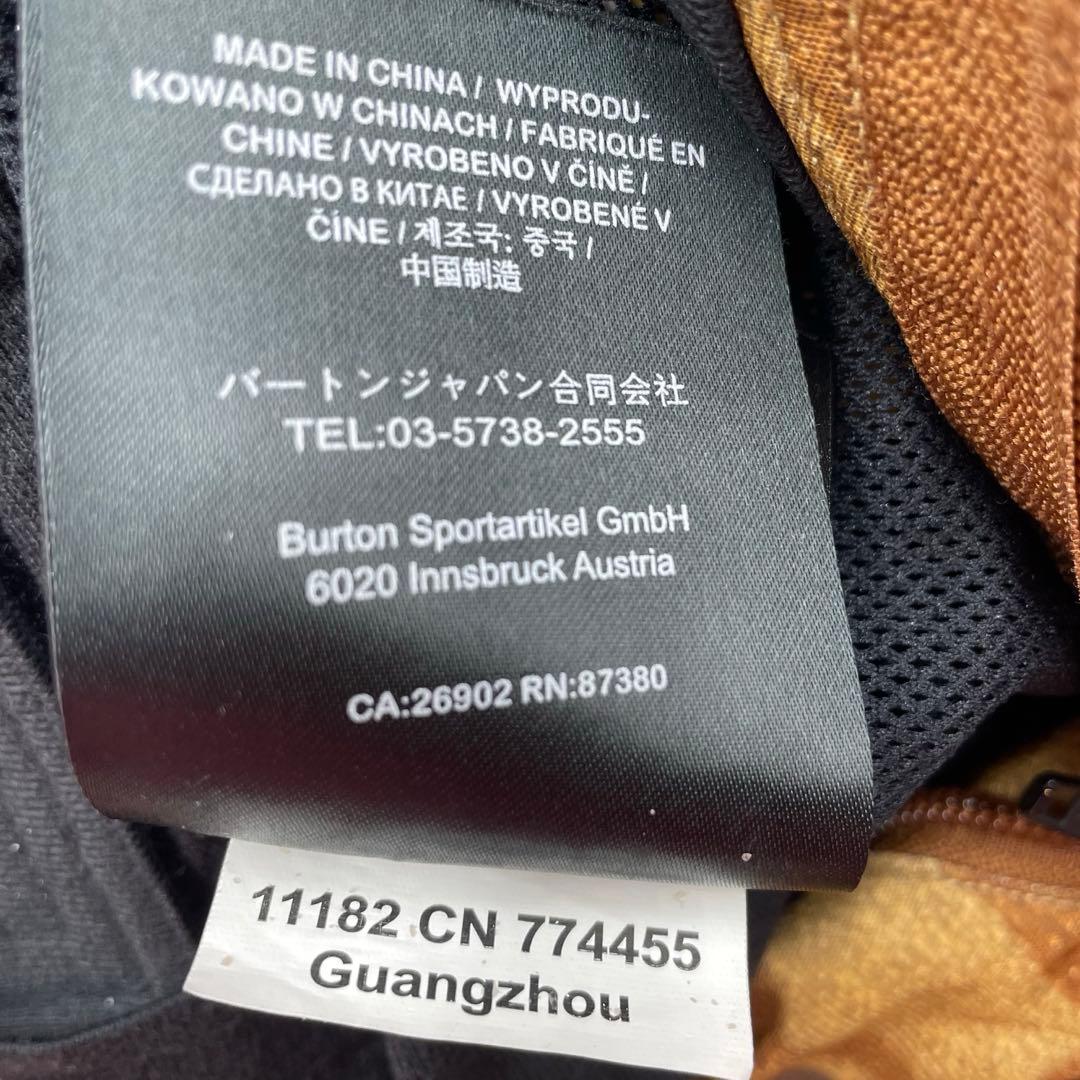 MADE IN CHINA / WYPRODU-
KOWANO W CHINACH / FABRIQUÉ EN
CHINE / VYROBENO V ČÍNĚ /
СДЕЛАНО В КИТАЕ / VYROBENÉ V
ČÍNE / 제조국: 중국 /
中国制造
バートンジャパン合同会社
TEL:03-5738-2555
Burton Sportartikel GmbH
6020 Innsbruck Austria
CA:26902 RN:87380
11182 CN 774455
Guangzhou